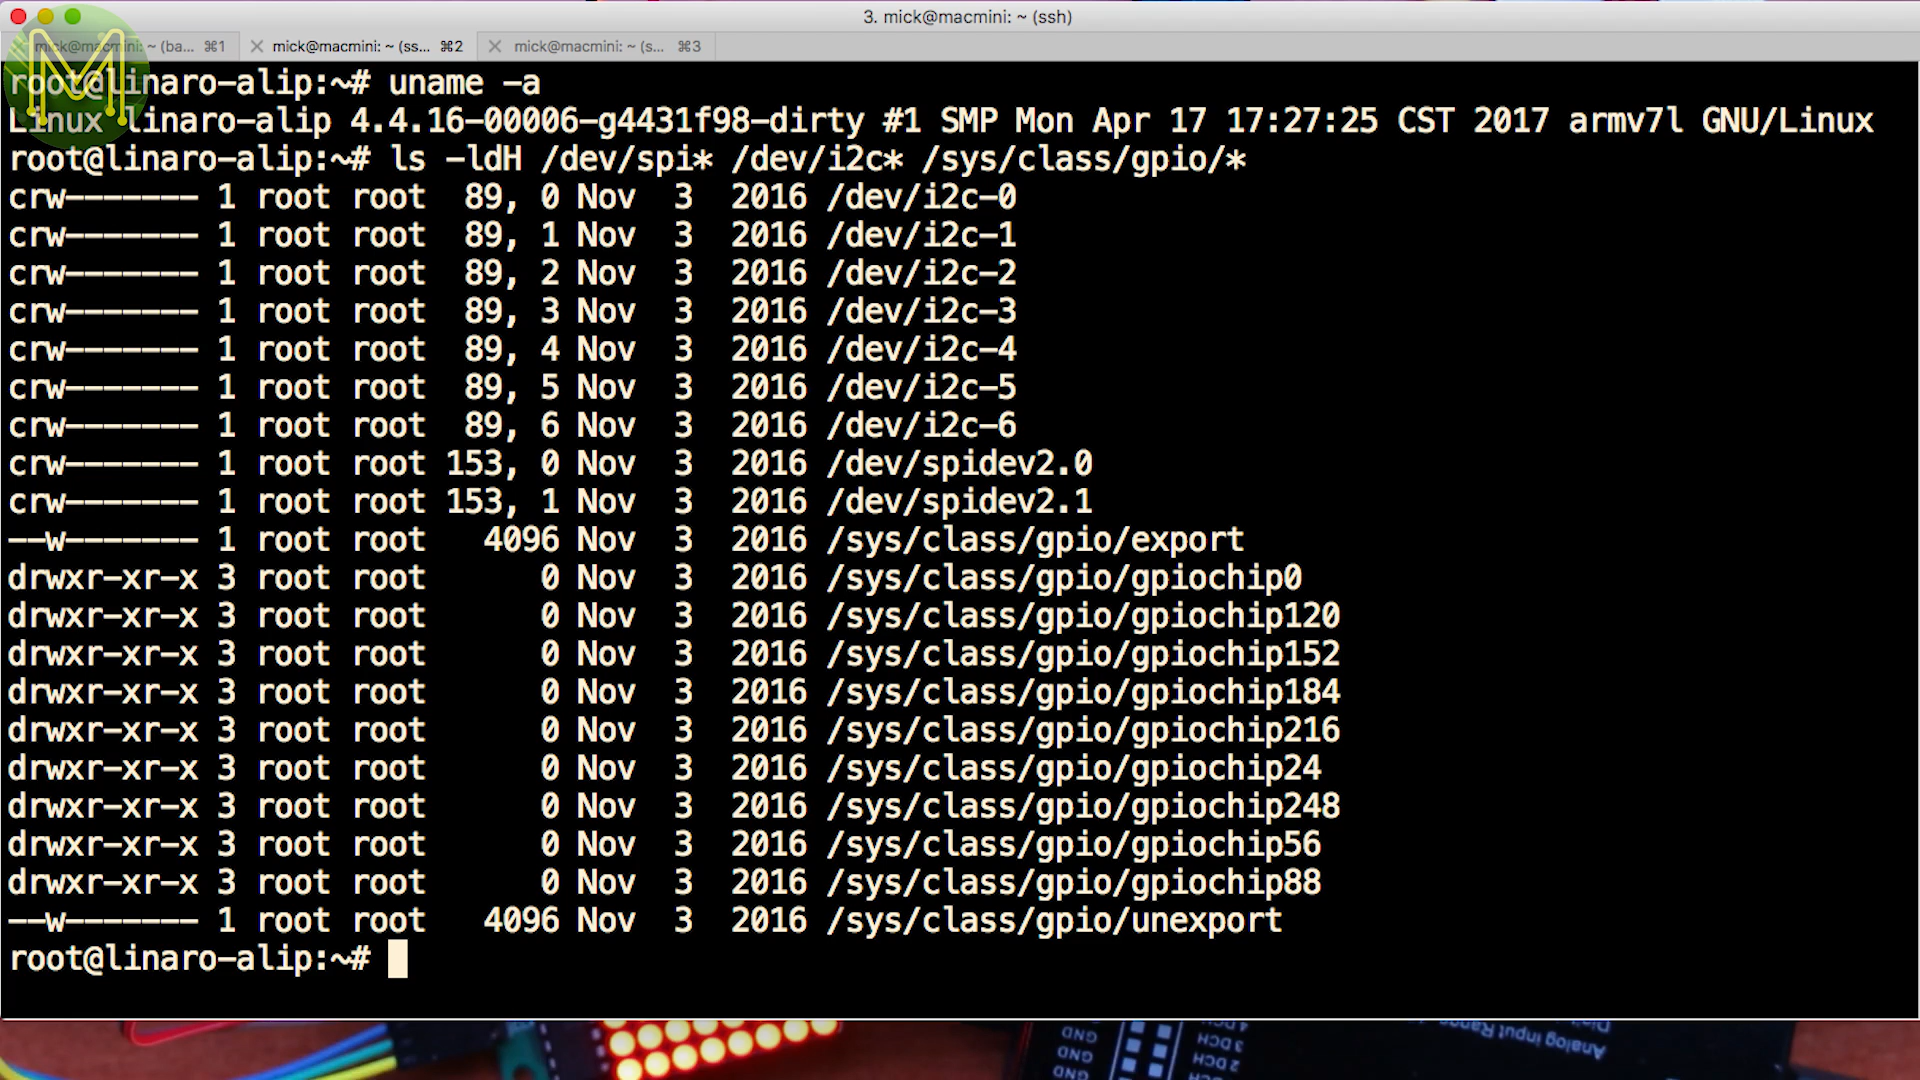 3. mick@macmini: ~ (ssh)
mick@macmini: ~ (ba... ⌘1
mick@macmini: ~ (ss... ⌘2
mick@macmini: ~ (s... ⌘3
M
root@linaro-alip:~# uname -a
Linux linaro-alip 4.4.16-00006-g4431f98-dirty #1 SMP Mon Apr 17 17:27:25 CST 2017 armv7l GNU/Linux
root@linaro-alip:~# ls -ldH /dev/spi* /dev/i2c* /sys/class/gpio/*
crw------- 1 root root 89, 0 Nov 3 2016 /dev/i2c-0
crw------- 1 root root 89, 1 Nov 3 2016 /dev/i2c-1
crw------- 1 root root 89, 2 Nov 3 2016 /dev/i2c-2
crw------- 1 root root 89, 3 Nov 3 2016 /dev/i2c-3
crw------- 1 root root 89, 4 Nov 3 2016 /dev/i2c-4
crw------- 1 root root 89, 5 Nov 3 2016 /dev/i2c-5
crw------- 1 root root 89, 6 Nov 3 2016 /dev/i2c-6
crw------- 1 root root 153, 0 Nov 3 2016 /dev/spidev2.0
crw------- 1 root root 153, 1 Nov 3 2016 /dev/spidev2.1
--w------- 1 root root 4096 Nov 3 2016 /sys/class/gpio/export
drwxr-xr-x 3 root root 0 Nov 3 2016 /sys/class/gpio/gpiochip0
drwxr-xr-x 3 root root 0 Nov 3 2016 /sys/class/gpio/gpiochip120
drwxr-xr-x 3 root root 0 Nov 3 2016 /sys/class/gpio/gpiochip152
drwxr-xr-x 3 root root 0 Nov 3 2016 /sys/class/gpio/gpiochip184
drwxr-xr-x 3 root root 0 Nov 3 2016 /sys/class/gpio/gpiochip216
drwxr-xr-x 3 root root 0 Nov 3 2016 /sys/class/gpio/gpiochip24
drwxr-xr-x 3 root root 0 Nov 3 2016 /sys/class/gpio/gpiochip248
drwxr-xr-x 3 root root 0 Nov 3 2016 /sys/class/gpio/gpiochip56
drwxr-xr-x 3 root root 0 Nov 3 2016 /sys/class/gpio/gpiochip88
--w------- 1 root root 4096 Nov 3 2016 /sys/class/gpio/unexport
root@linaro-alip:~#
GND
GND
GND
4 DCH
3 DCH
2 DCH
Analog input Rang